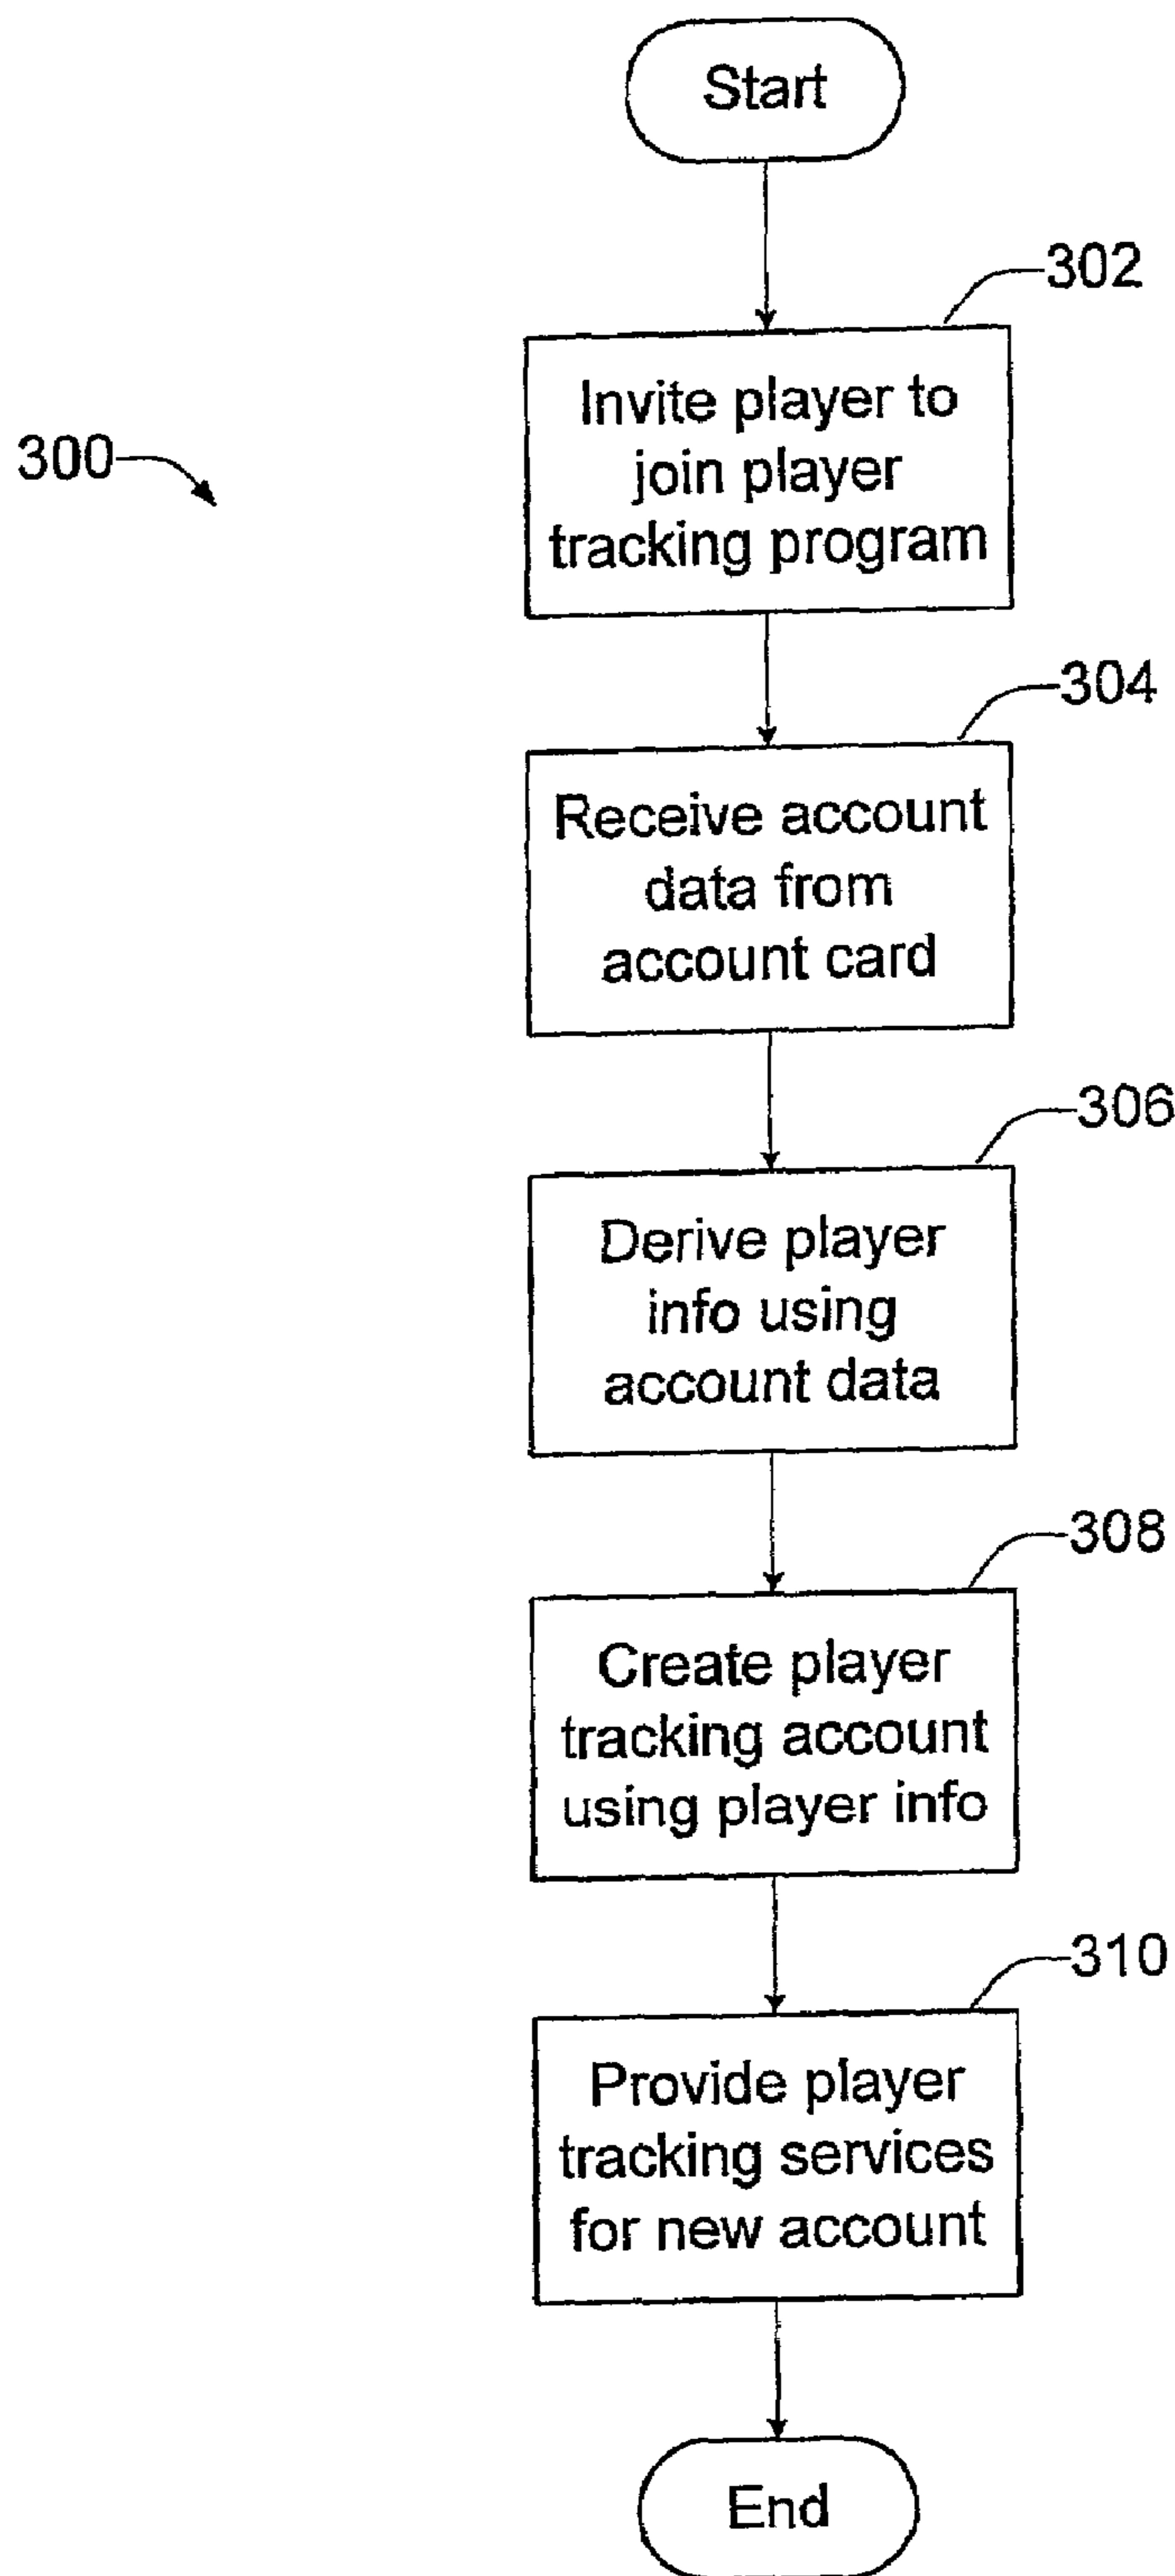 Start
302
Invite player to
join player
tracking program
300
304
Receive account
data from
account card
306
Derive player
info using
account data
308
Create player
tracking account
using player info
310
Provide player
tracking services
for new account
End